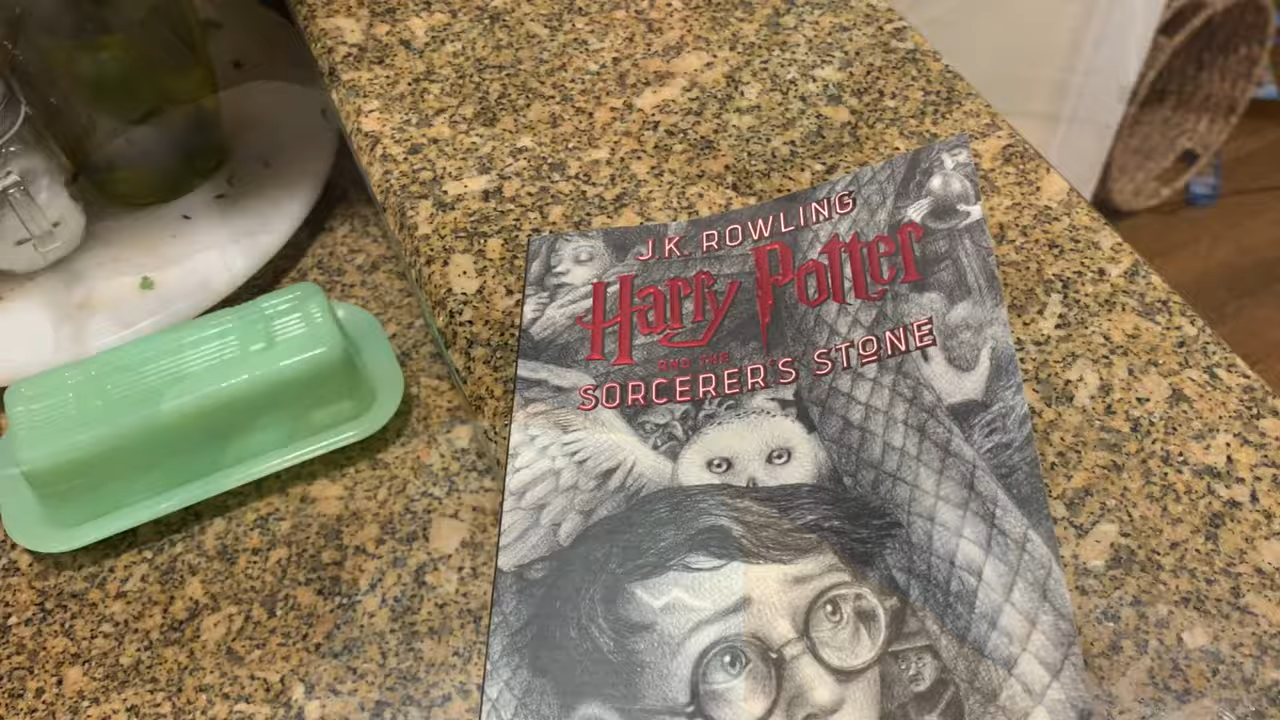 J.K. ROWLING
Harry Potter
AND THE
SORCERER'S STONE